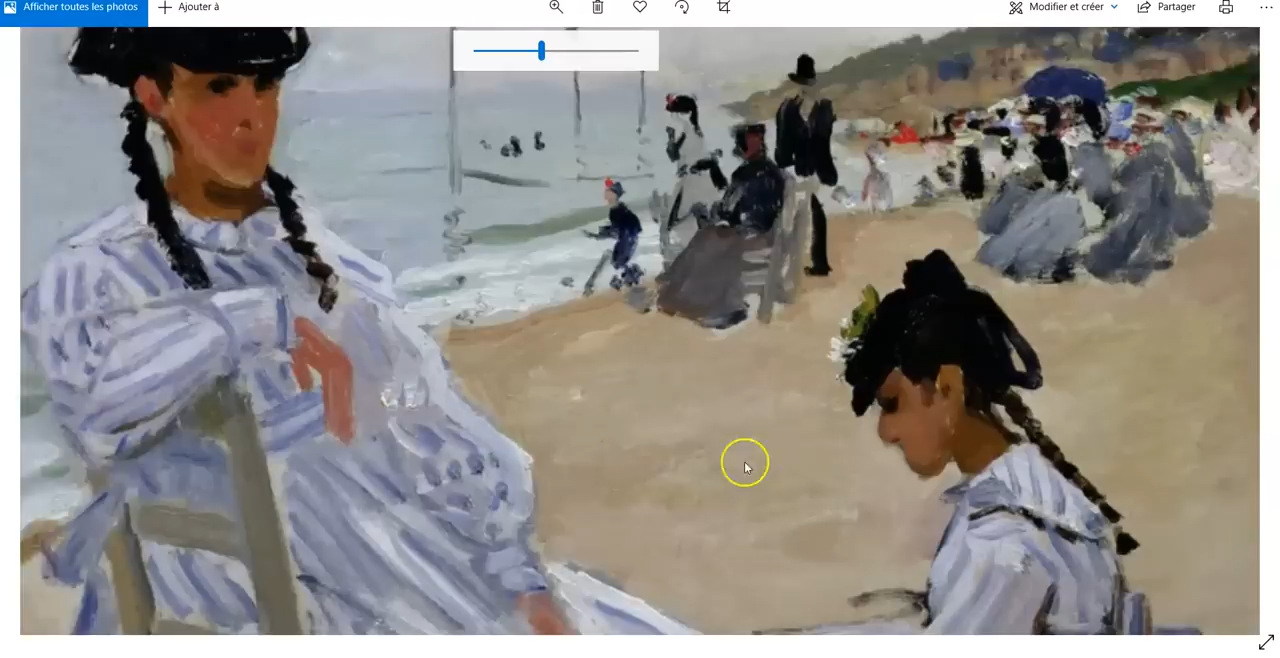 Afficher toutes les photos
Ajouter à
Modifier et créer
Partager